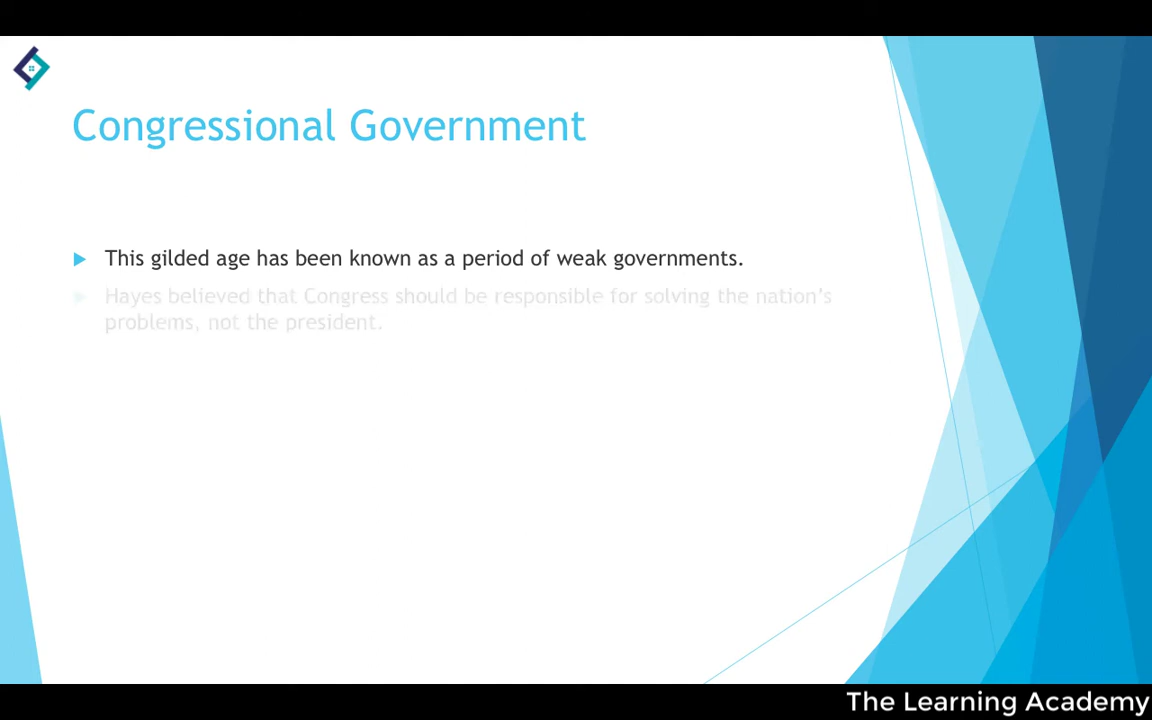 Congressional Government
This gilded age has been known as a period of weak governments.
Hayes believed that Congress should be responsible for solving the nation's
problems, not the president.
The Learning Academy